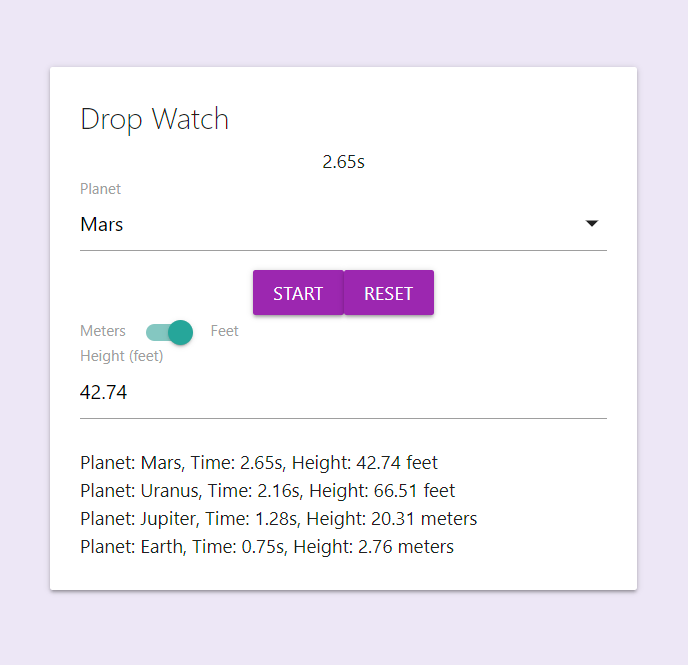 Drop Watch
2.65s
Planet
Mars
START RESET
Meters Feet
Height (feet)
42.74
Planet: Mars, Time: 2.65s, Height: 42.74 feet
Planet: Uranus, Time: 2.16s, Height: 66.51 feet
Planet: Jupiter, Time: 1.28s, Height: 20.31 meters
Planet: Earth, Time: 0.75s, Height: 2.76 meters